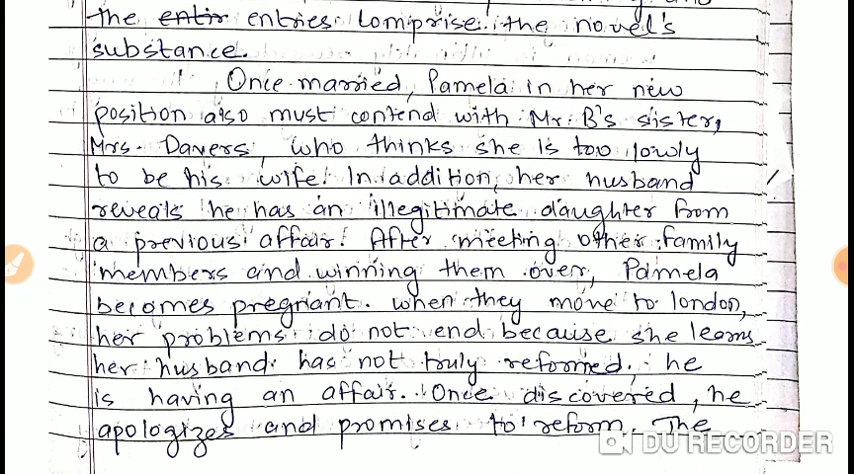 the entir entries. Comprise the novel's
substance.
Once married, Pamela in her new
position also must contend with Mr. B's sister,
Mrs. Davers, who thinks she is too lowly
to be his wife. In addition, her husband
reveals he has an illegitimate daughter from
a previous affair. After meeting other family
members and winning them over, Pamela
becomes pregnant. When they move to london,
her problems do not end because she learns
her husband has not truly reformed, he
is having an affair. Once discovered, he
apologizes and promises to reform. The
DU RECORDER